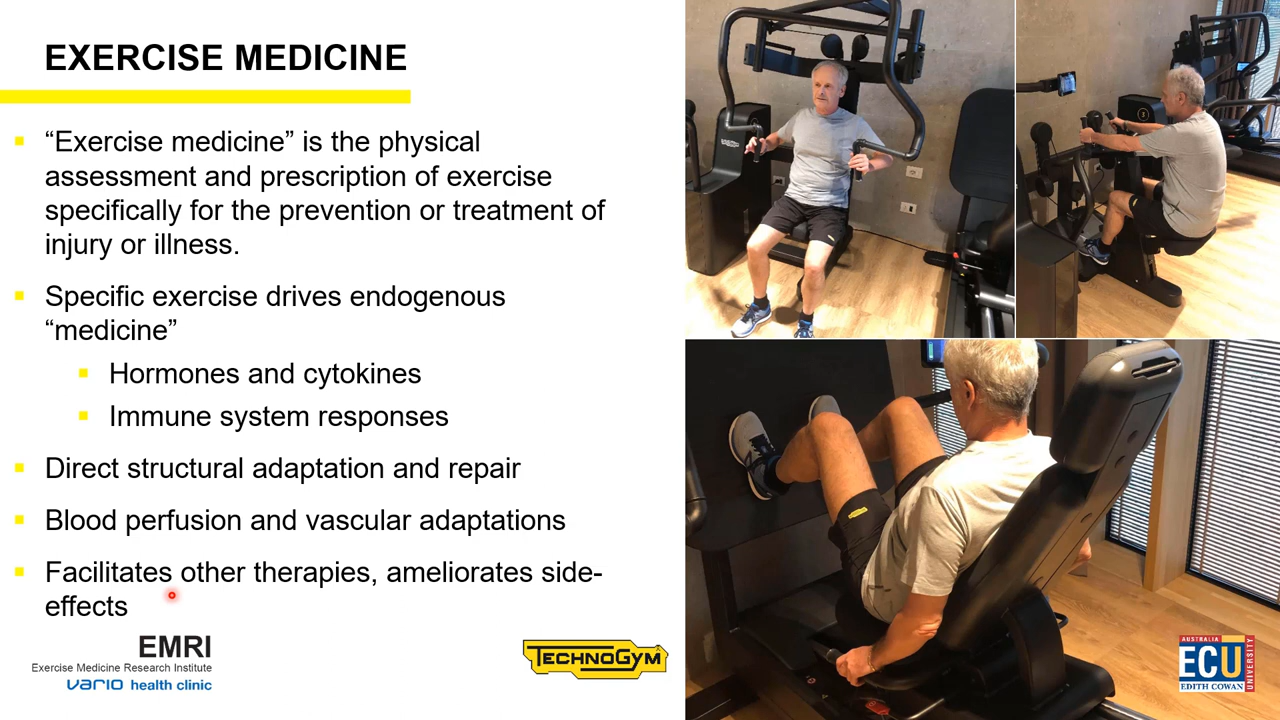 EXERCISE MEDICINE
“Exercise medicine” is the physical
assessment and prescription of exercise
specifically for the prevention or treatment of
injury or illness.
Specific exercise drives endogenous
“medicine”
Hormones and cytokines
Immune system responses
Direct structural adaptation and repair
Blood perfusion and vascular adaptations
Facilitates other therapies, ameliorates side-
effects
EMRI
Exercise Medicine Research Institute
vario health clinic
TECHNOGYM
AUSTRALIA
ECU
EDITH COWAN
UNIVERSITY